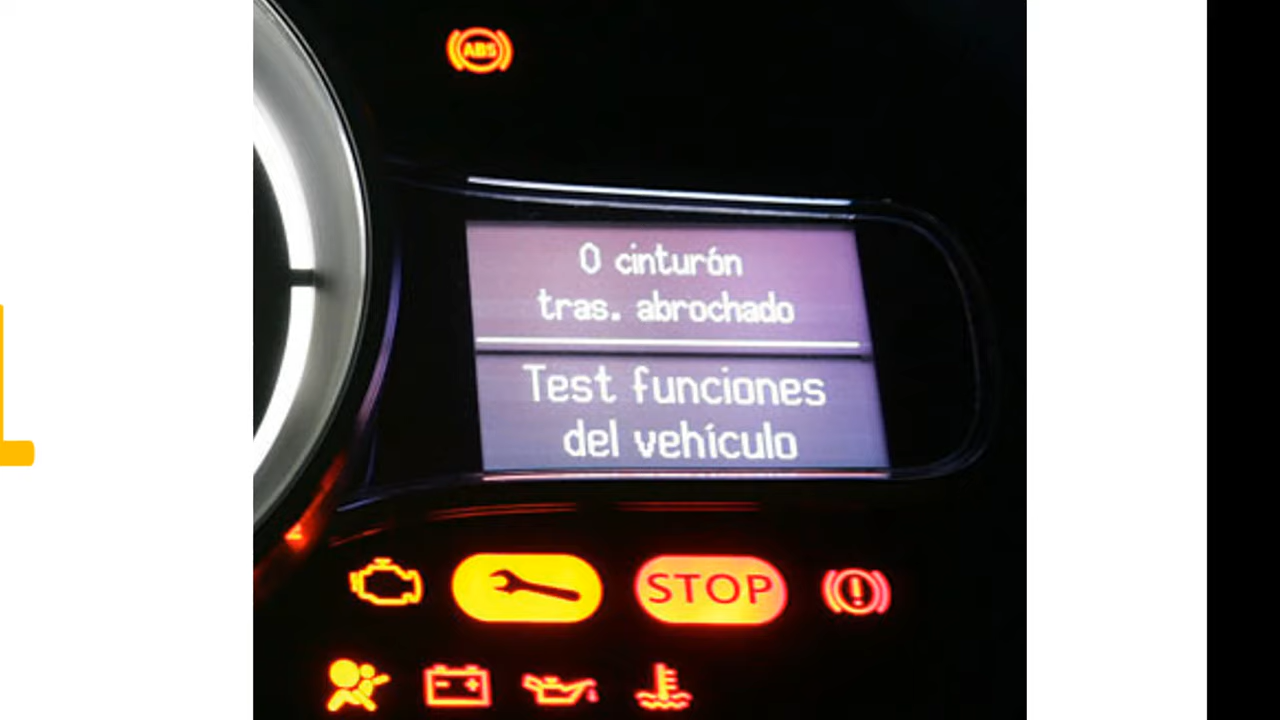 ABS
0 cinturón
tras. abrochado
Test funciones
del vehículo
STOP